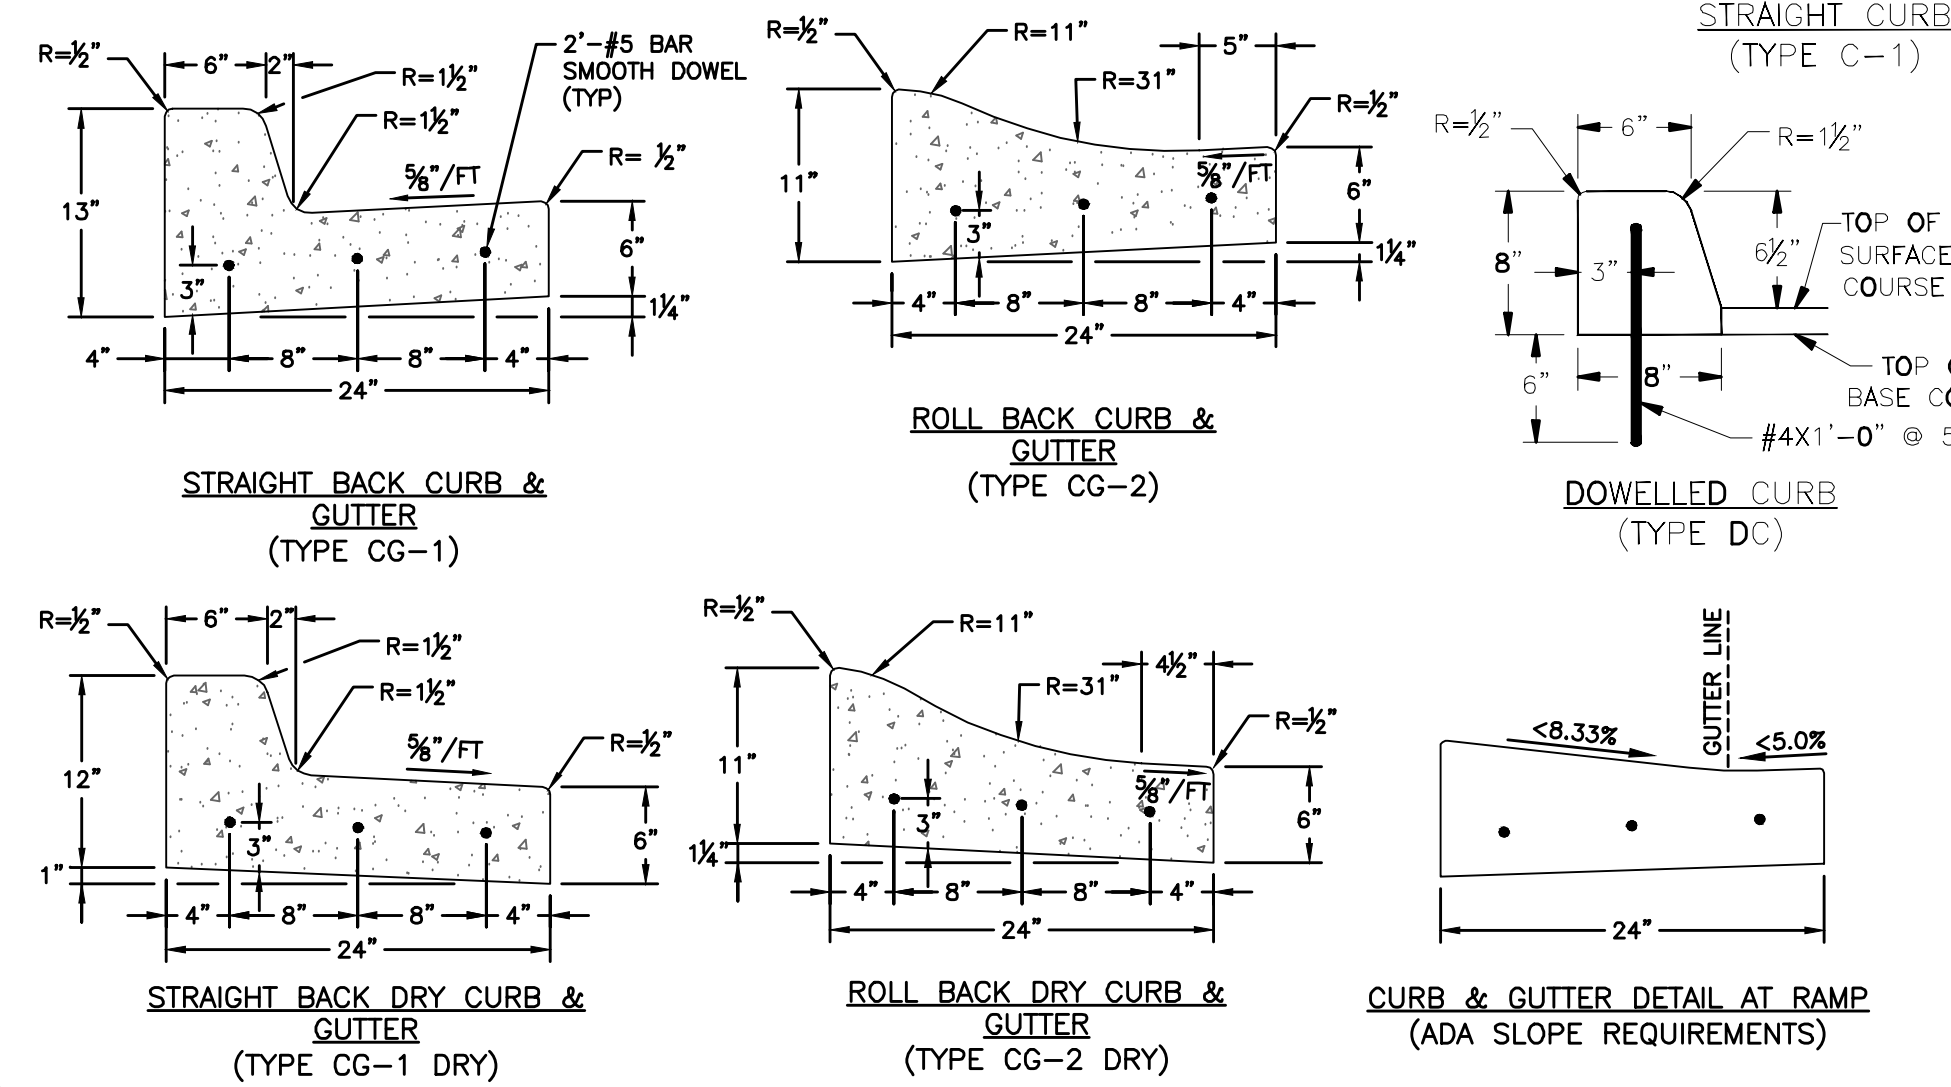 R=½"
6"
2"
R=1½"
R=1½"
2'-#5 BAR
SMOOTH DOWEL
(TYP)
R= ½"
5/8"/FT
13"
3"
6"
1¼"
4"
8"
8"
4"
24"
STRAIGHT BACK CURB &
GUTTER
(TYPE CG-1)
R=½"
R=11"
R=31"
5"
R=½"
5/8"/FT
11"
3"
6"
1¼"
4"
8"
8"
4"
24"
ROLL BACK CURB &
GUTTER
(TYPE CG-2)
STRAIGHT CURB
(TYPE C-1)
R=½"
6"
R=1½"
8"
3"
6½"
TOP OF
SURFACE
COURSE
6"
8"
TOP
BASE
#4X1'-0" @ 5
DOWELLED CURB
(TYPE DC)
R=½"
6"
2"
R=1½"
R=1½"
5/8"/FT
R=½"
12"
3"
6"
1"
4"
8"
8"
4"
24"
STRAIGHT BACK DRY CURB &
GUTTER
(TYPE CG-1 DRY)
R=½"
R=11"
R=31"
4½"
R=½"
5/8"/FT
11"
3"
6"
1¼"
4"
8"
8"
4"
24"
ROLL BACK DRY CURB &
GUTTER
(TYPE CG-2 DRY)
GUTTER LINE
<8.33%
<5.0%
24"
CURB & GUTTER DETAIL AT RAMP
(ADA SLOPE REQUIREMENTS)